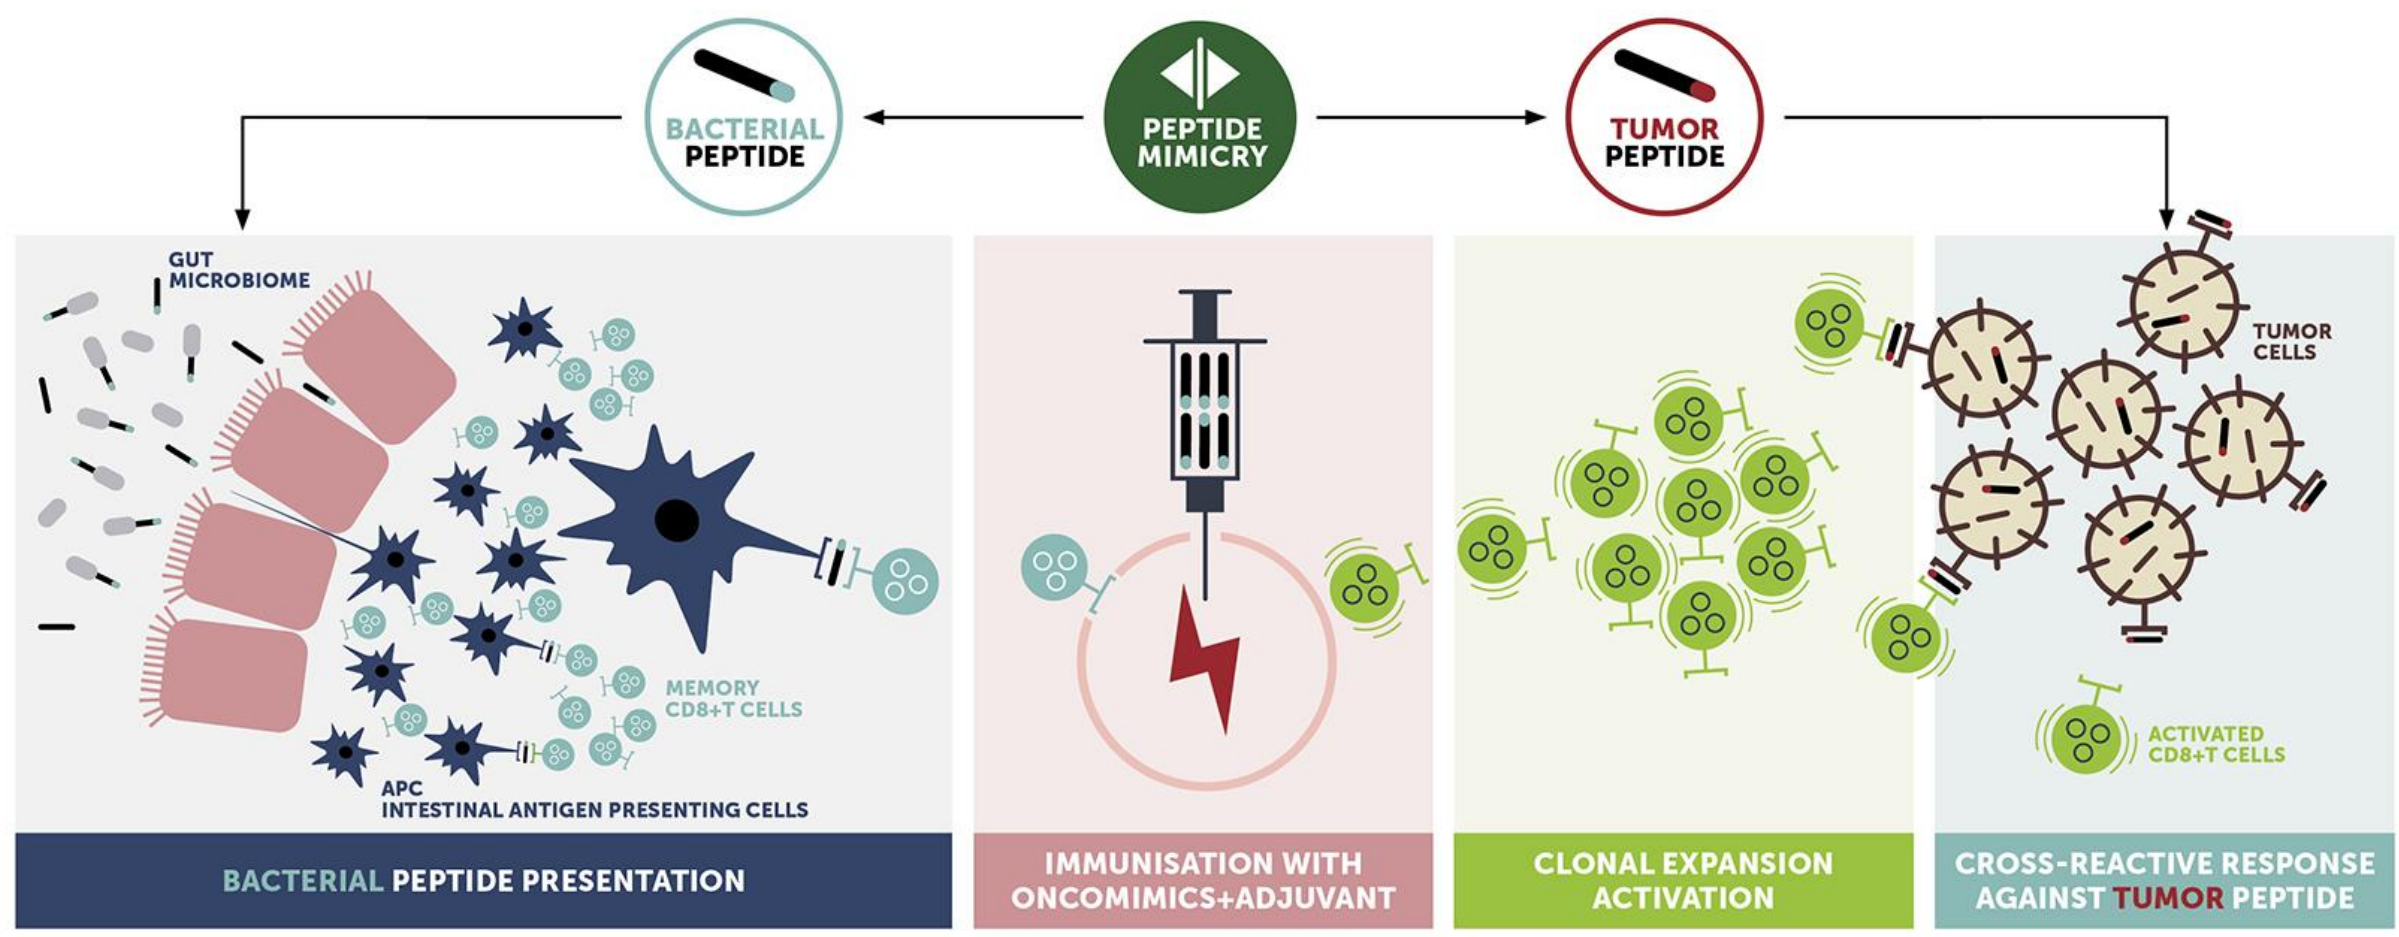 BACTERIAL
PEPTIDE
PEPTIDE
MIMICRY
TUMOR
PEPTIDE
GUT
MICROBIOME
MEMORY
CD8+T CELLS
APC
INTESTINAL ANTIGEN PRESENTING CELLS
TUMOR
CELLS
ACTIVATED
CD8+T CELLS
BACTERIAL PEPTIDE PRESENTATION
IMMUNISATION WITH
ONCOMIMICS+ADJUVANT
CLONAL EXPANSION
ACTIVATION
CROSS-REACTIVE RESPONSE
AGAINST TUMOR PEPTIDE